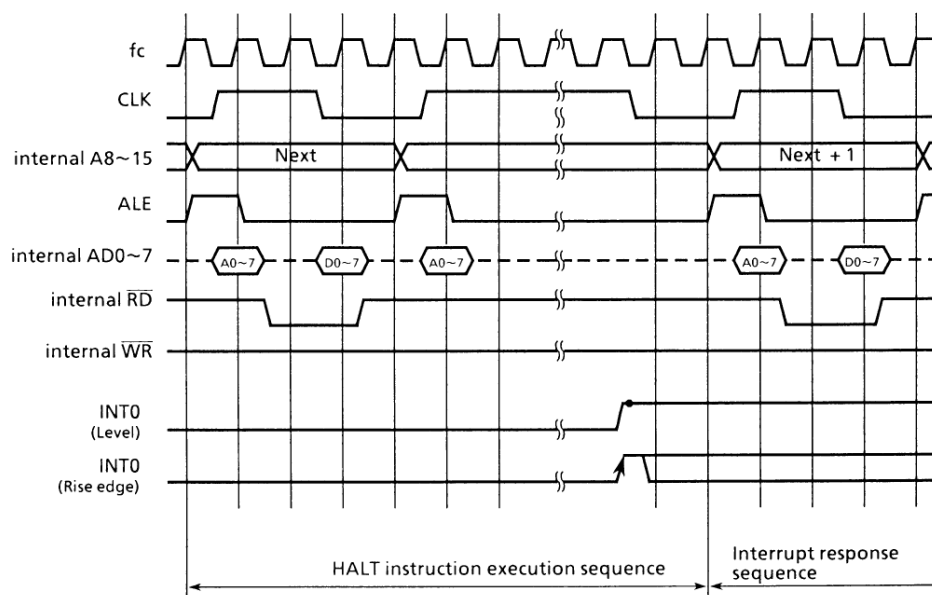 fc
CLK
internal A8~15
Next
Next + 1
ALE
internal AD0~7
A0~7
D0~7
A0~7
A0~7
D0~7
internal RD
internal WR
INT0
(Level)
INT0
(Rise edge)
HALT instruction execution sequence
Interrupt response
sequence